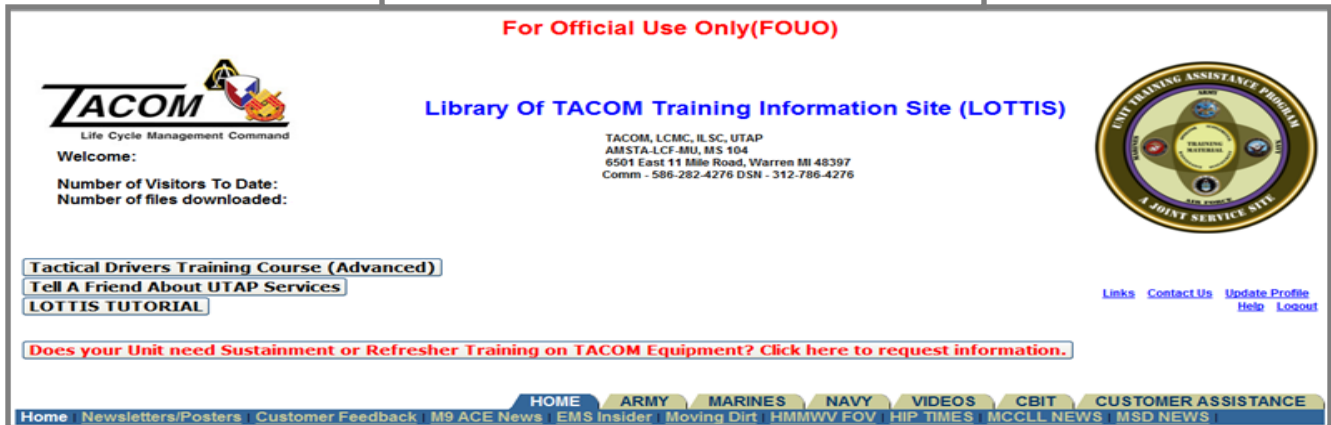 For Official Use Only(FOUO)
TACOM
Life Cycle Management Command
Welcome:
Number of Visitors To Date:
Number of files downloaded:
Library Of TACOM Training Information Site (LOTTIS)
TACOM, LCMC, ILSC, UTAP
AMSTA-LCF-MU, MS 104
6501 East 11 Mile Road, Warren MI 48397
Comm - 586-282-4276 DSN - 312-786-4276
UNIT TRAINING ASSISTANCE PROGRAM
ARMY
MARINES
TRAINING
MATERIAL
NAVY
AIR FORCE
A JOINT SERVICE SITE
Tactical Drivers Training Course (Advanced)
Tell A Friend About UTAP Services
LOTTIS TUTORIAL
Links Contact Us Update Profile
Help Logout
Does your Unit need Sustainment or Refresher Training on TACOM Equipment? Click here to request information.
HOME ARMY MARINES NAVY VIDEOS CBIT CUSTOMER ASSISTANCE
Home | Newsletters/Posters | Customer Feedback | M9 ACE News | EMS Insider | Moving Dirt | HMMWV FOV | HIP TIMES | MCCLL NEWS | MSD NEWS |